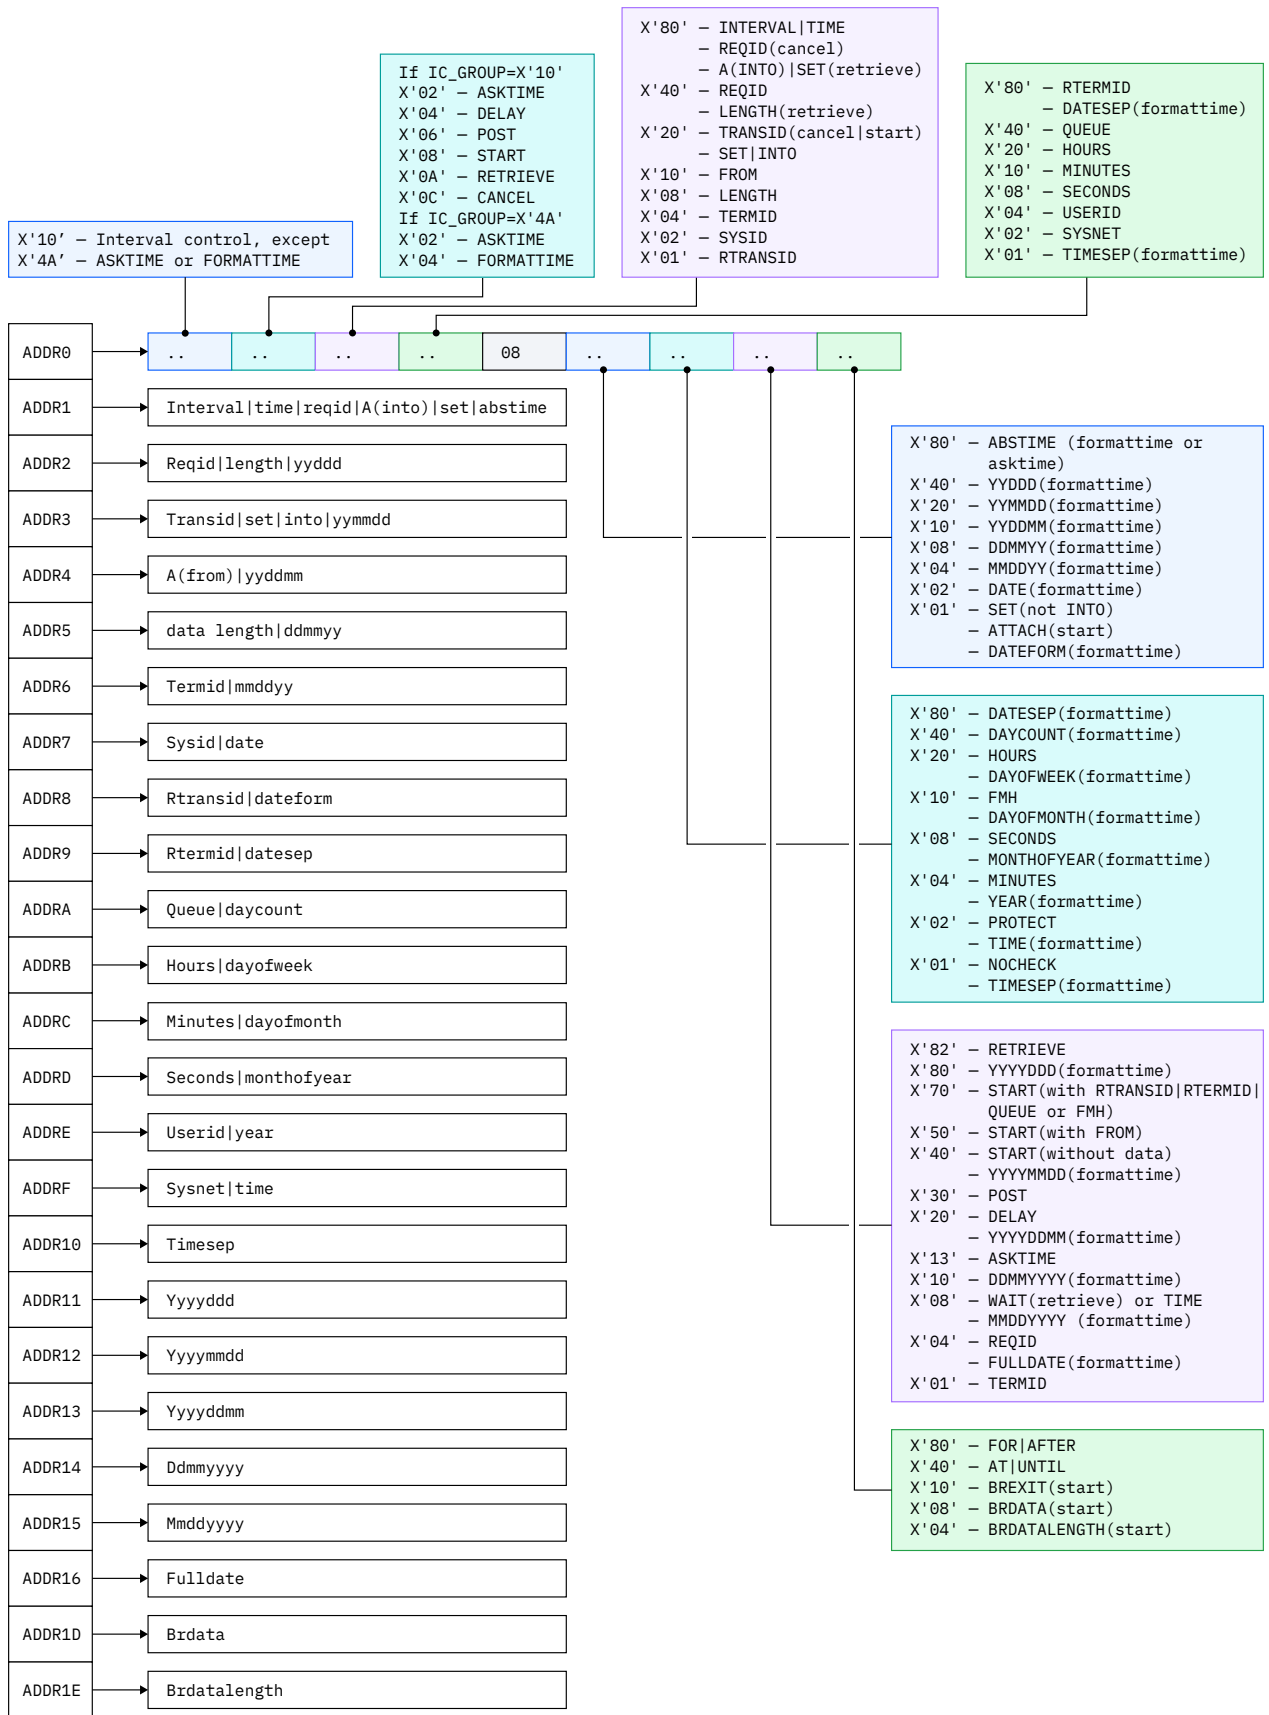 X'80' – INTERVAL|TIME
– REQID(cancel)
– A(INTO)|SET(retrieve)
X'40' – REQID
– LENGTH(retrieve)
X'20' – TRANSID(cancel|start)
– SET|INTO
X'10' – FROM
X'08' – LENGTH
X'04' – TERMID
X'02' – SYSID
X'01' – RTRANSID
If IC_GROUP=X'10'
X'02' – ASKTIME
X'04' – DELAY
X'06' – POST
X'08' – START
X'0A' – RETRIEVE
X'0C' – CANCEL
If IC_GROUP=X'4A'
X'02' – ASKTIME
X'04' – FORMATTIME
X'80' – RTERMID
– DATESEP(formattime)
X'40' – QUEUE
X'20' – HOURS
X'10' – MINUTES
X'08' – SECONDS
X'04' – USERID
X'02' – SYSNET
X'01' – TIMESEP(formattime)
X'10’ – Interval control, except
X'4A’ – ASKTIME or FORMATTIME
ADDR0 .. .. .. .. 08 .. .. .. ..
ADDR1 Interval|time|reqid|A(into)|set|abstime
ADDR2 Reqid|length|yyddd
ADDR3 Transid|set|into|yymmdd
ADDR4 A(from)|yyddmm
ADDR5 data length|ddmmyy
ADDR6 Termid|mmddyy
ADDR7 Sysid|date
ADDR8 Rtransid|dateform
ADDR9 Rtermid|datesep
ADDRA Queue|daycount
ADDRB Hours|dayofweek
ADDRC Minutes|dayofmonth
ADDRD Seconds|monthofyear
ADDRE Userid|year
ADDRF Sysnet|time
ADDR10 Timesep
ADDR11 Yyyyddd
ADDR12 Yyyymmdd
ADDR13 Yyyyddmm
ADDR14 Ddmmyyyy
ADDR15 Mmddyyyy
ADDR16 Fulldate
ADDR1D Brdata
ADDR1E Brdatalength
X'80' – ABSTIME (formattime or
asktime)
X'40' – YYDDD(formattime)
X'20' – YYMMDD(formattime)
X'10' – YYDDMM(formattime)
X'08' – DDMMYY(formattime)
X'04' – MMDDYY(formattime)
X'02' – DATE(formattime)
X'01' – SET(not INTO)
– ATTACH(start)
– DATEFORM(formattime)
X'80' – DATESEP(formattime)
X'40' – DAYCOUNT(formattime)
X'20' – HOURS
– DAYOFWEEK(formattime)
X'10' – FMH
– DAYOFMONTH(formattime)
X'08' – SECONDS
– MONTHOFYEAR(formattime)
X'04' – MINUTES
– YEAR(formattime)
X'02' – PROTECT
– TIME(formattime)
X'01' – NOCHECK
– TIMESEP(formattime)
X'82' – RETRIEVE
X'80' – YYYYDDD(formattime)
X'70' – START(with RTRANSID|RTERMID|
QUEUE or FMH)
X'50' – START(with FROM)
X'40' – START(without data)
– YYYYMMDD(formattime)
X'30' – POST
X'20' – DELAY
– YYYYDDMM(formattime)
X'13' – ASKTIME
X'10' – DDMMYYYY(formattime)
X'08' – WAIT(retrieve) or TIME
– MMDDYYYY (formattime)
X'04' – REQID
– FULLDATE(formattime)
X'01' – TERMID
X'80' – FOR|AFTER
X'40' – AT|UNTIL
X'10' – BREXIT(start)
X'08' – BRDATA(start)
X'04' – BRDATALENGTH(start)